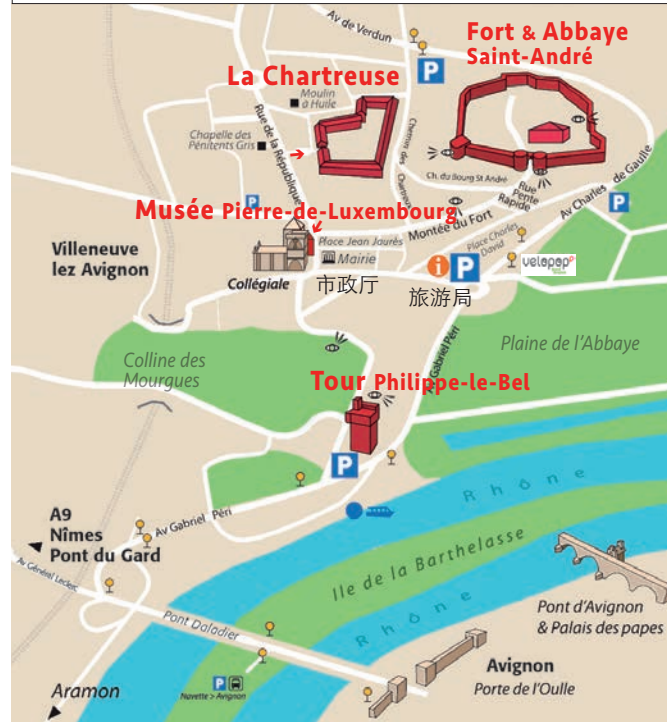 Av de Verdun
Fort & Abbaye
Saint-André
P
La Chartreuse
Moulin
à Huile
Rue de la République
Chapelle des
Pénitents Gris
Chemin des Chartreux
Ch. du Bourg St André
Rue
Pente
Rapide
Av Charles de Gaulle
P
P
Musée Pierre-de-Luxembourg
Montée du Fort
Place Jean Jaurès
Place Charles
David
Villeneuve
lez Avignon
Mairie
i
P
velopop
Collégiale
市政厅
旅游局
Colline des
Mourgues
Av Gabriel Péri
Plaine de l'Abbaye
Tour Philippe-le-Bel
P
Rhône
A9
Nîmes
Pont du Gard
Av Gabriel Péri
Av Général Leclerc
Ile de la Barthelasse
Pont Daladier
Rhône
Pont d'Avignon
& Palais des papes
P
Navette > Avignon
Avignon
Porte de l'Oulle
Aramon